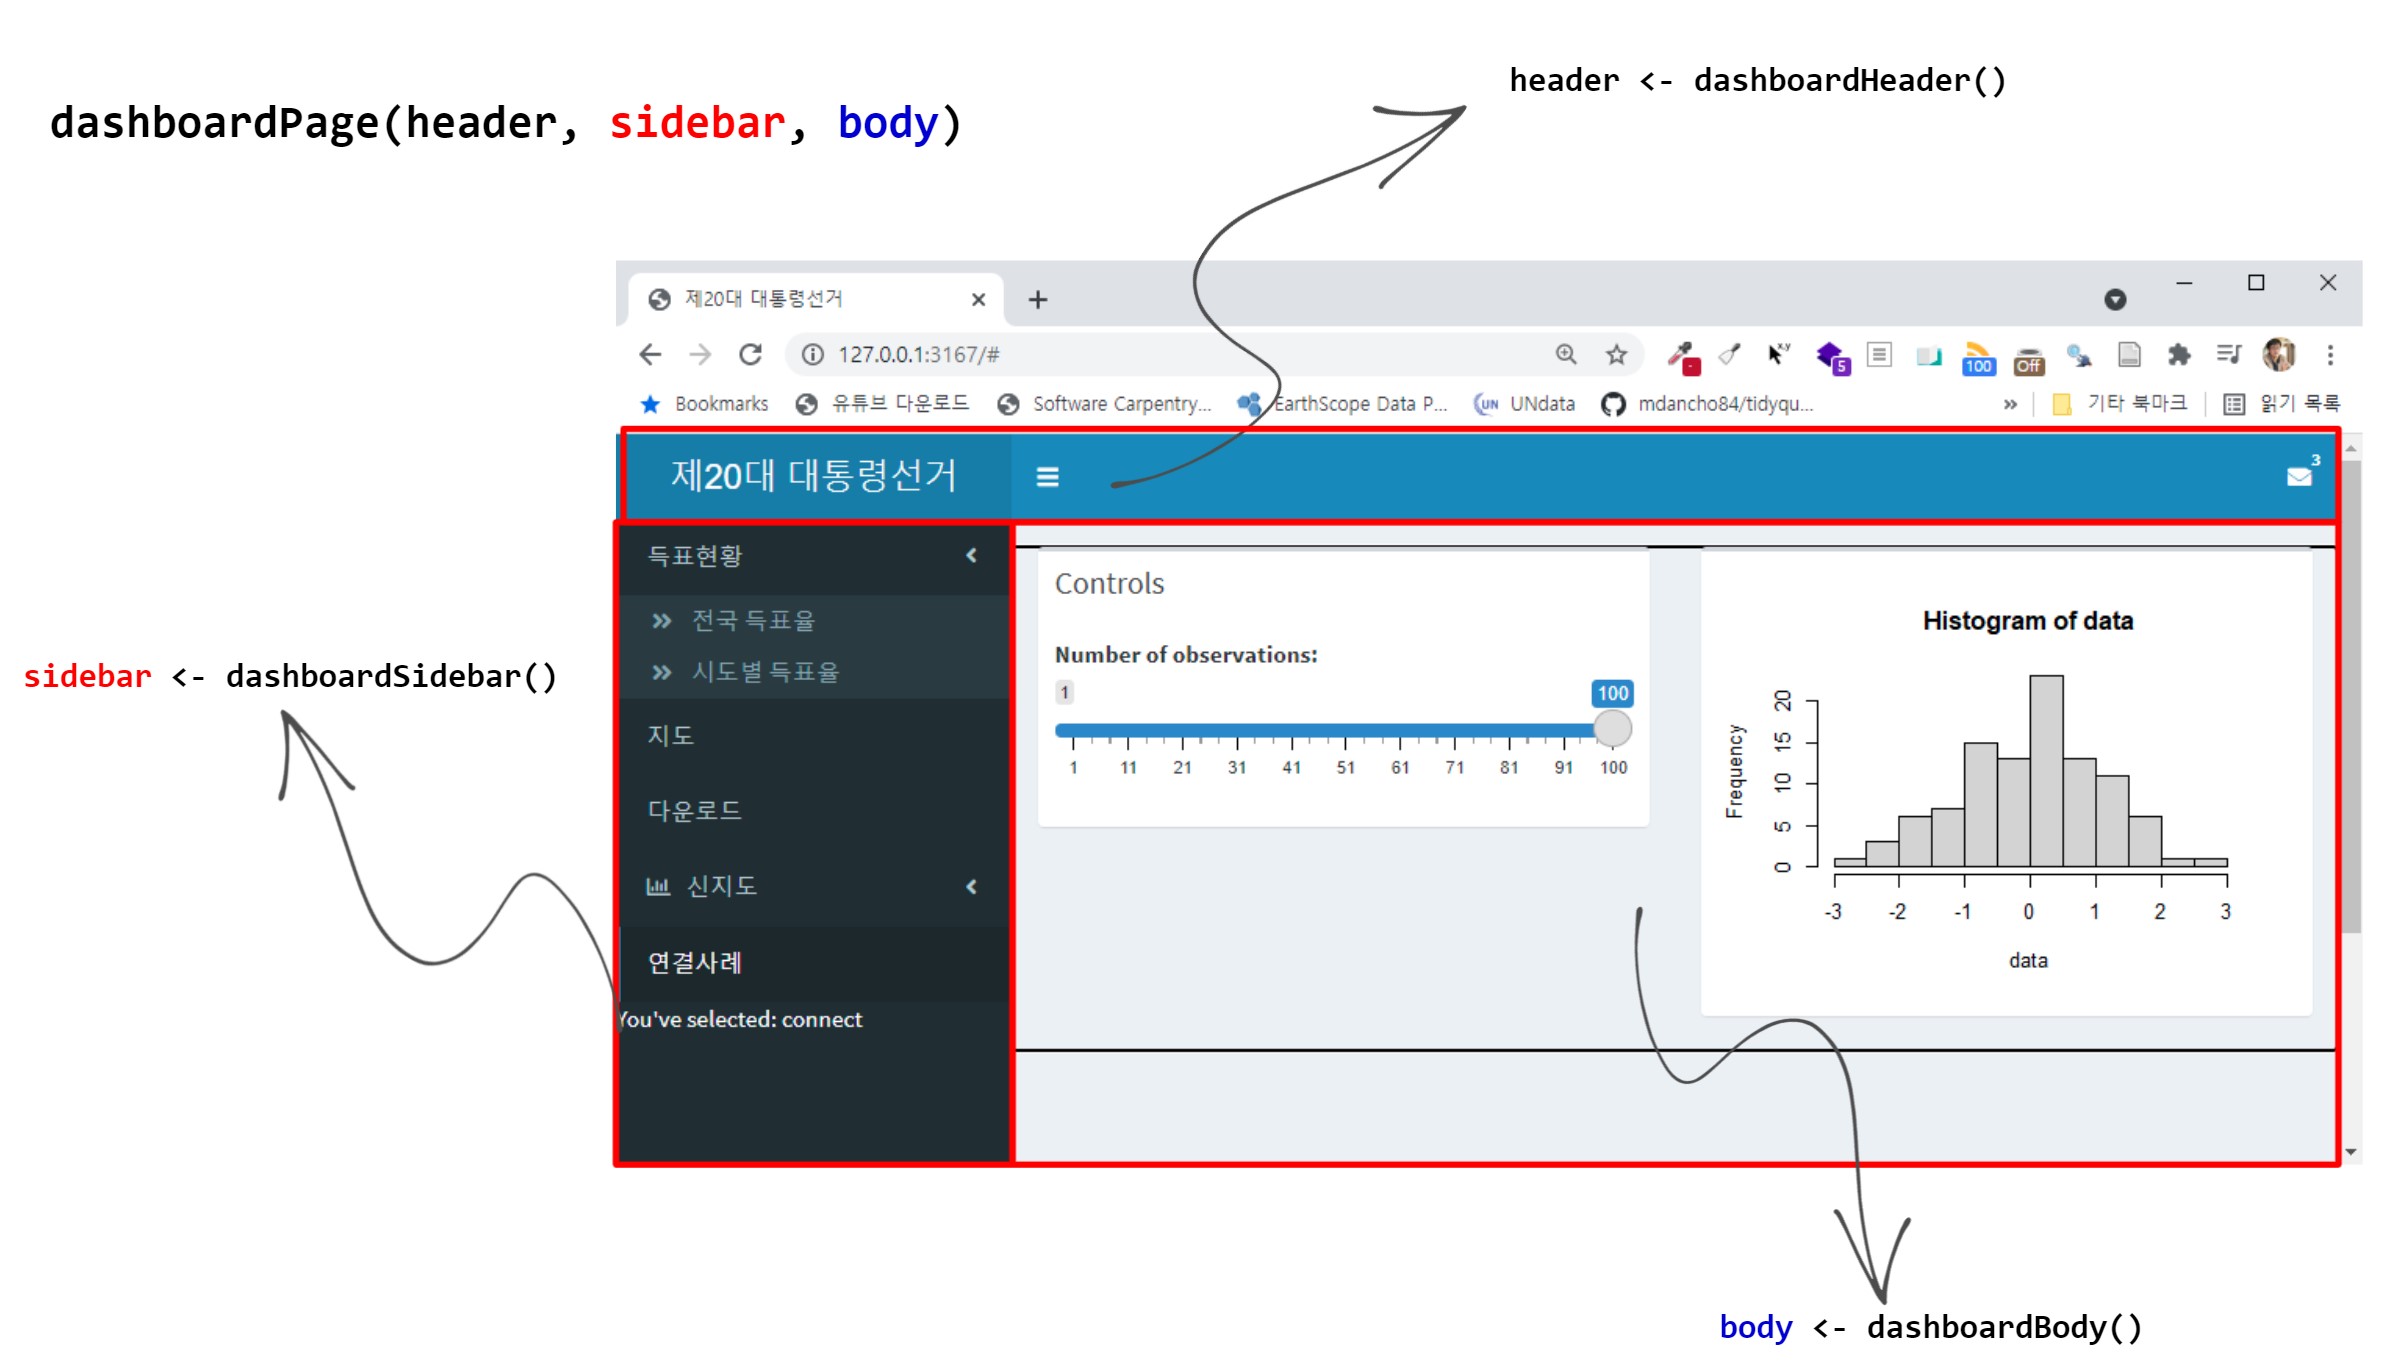 header <- dashboardHeader()
dashboardPage(header, sidebar, body)
제20대 대통령선거
127.0.0.1:3167/#
- 5 100 Off
x,y
Bookmarks 유튜브 다운로드 Software Carpentry... EarthScope Data P... UN UNdata mdancho84/tidyqu... » 기타 북마크 읽기 목록
제20대 대통령선거
3
득표현황
전국 득표율
시도별 득표율
지도
다운로드
신지도
연결사례
You've selected: connect
sidebar <- dashboardSidebar()
Controls
Number of observations:
1 100
1 11 21 31 41 51 61 71 81 91 100
Histogram of data
Frequency
0 5 10 15 20
-3 -2 -1 0 1 2 3
data
body <- dashboardBody()